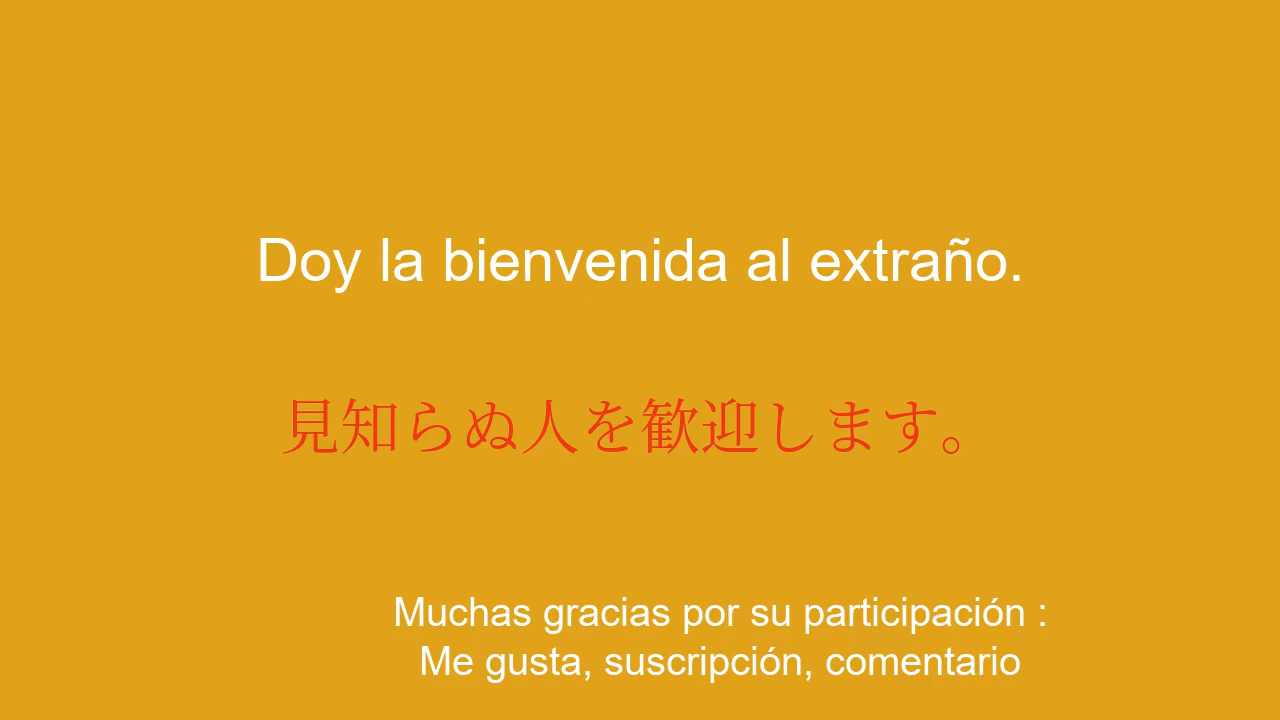 Doy la bienvenida al extraño.
見知らぬ人を歓迎します。
Muchas gracias por su participación :
Me gusta, suscripción, comentario